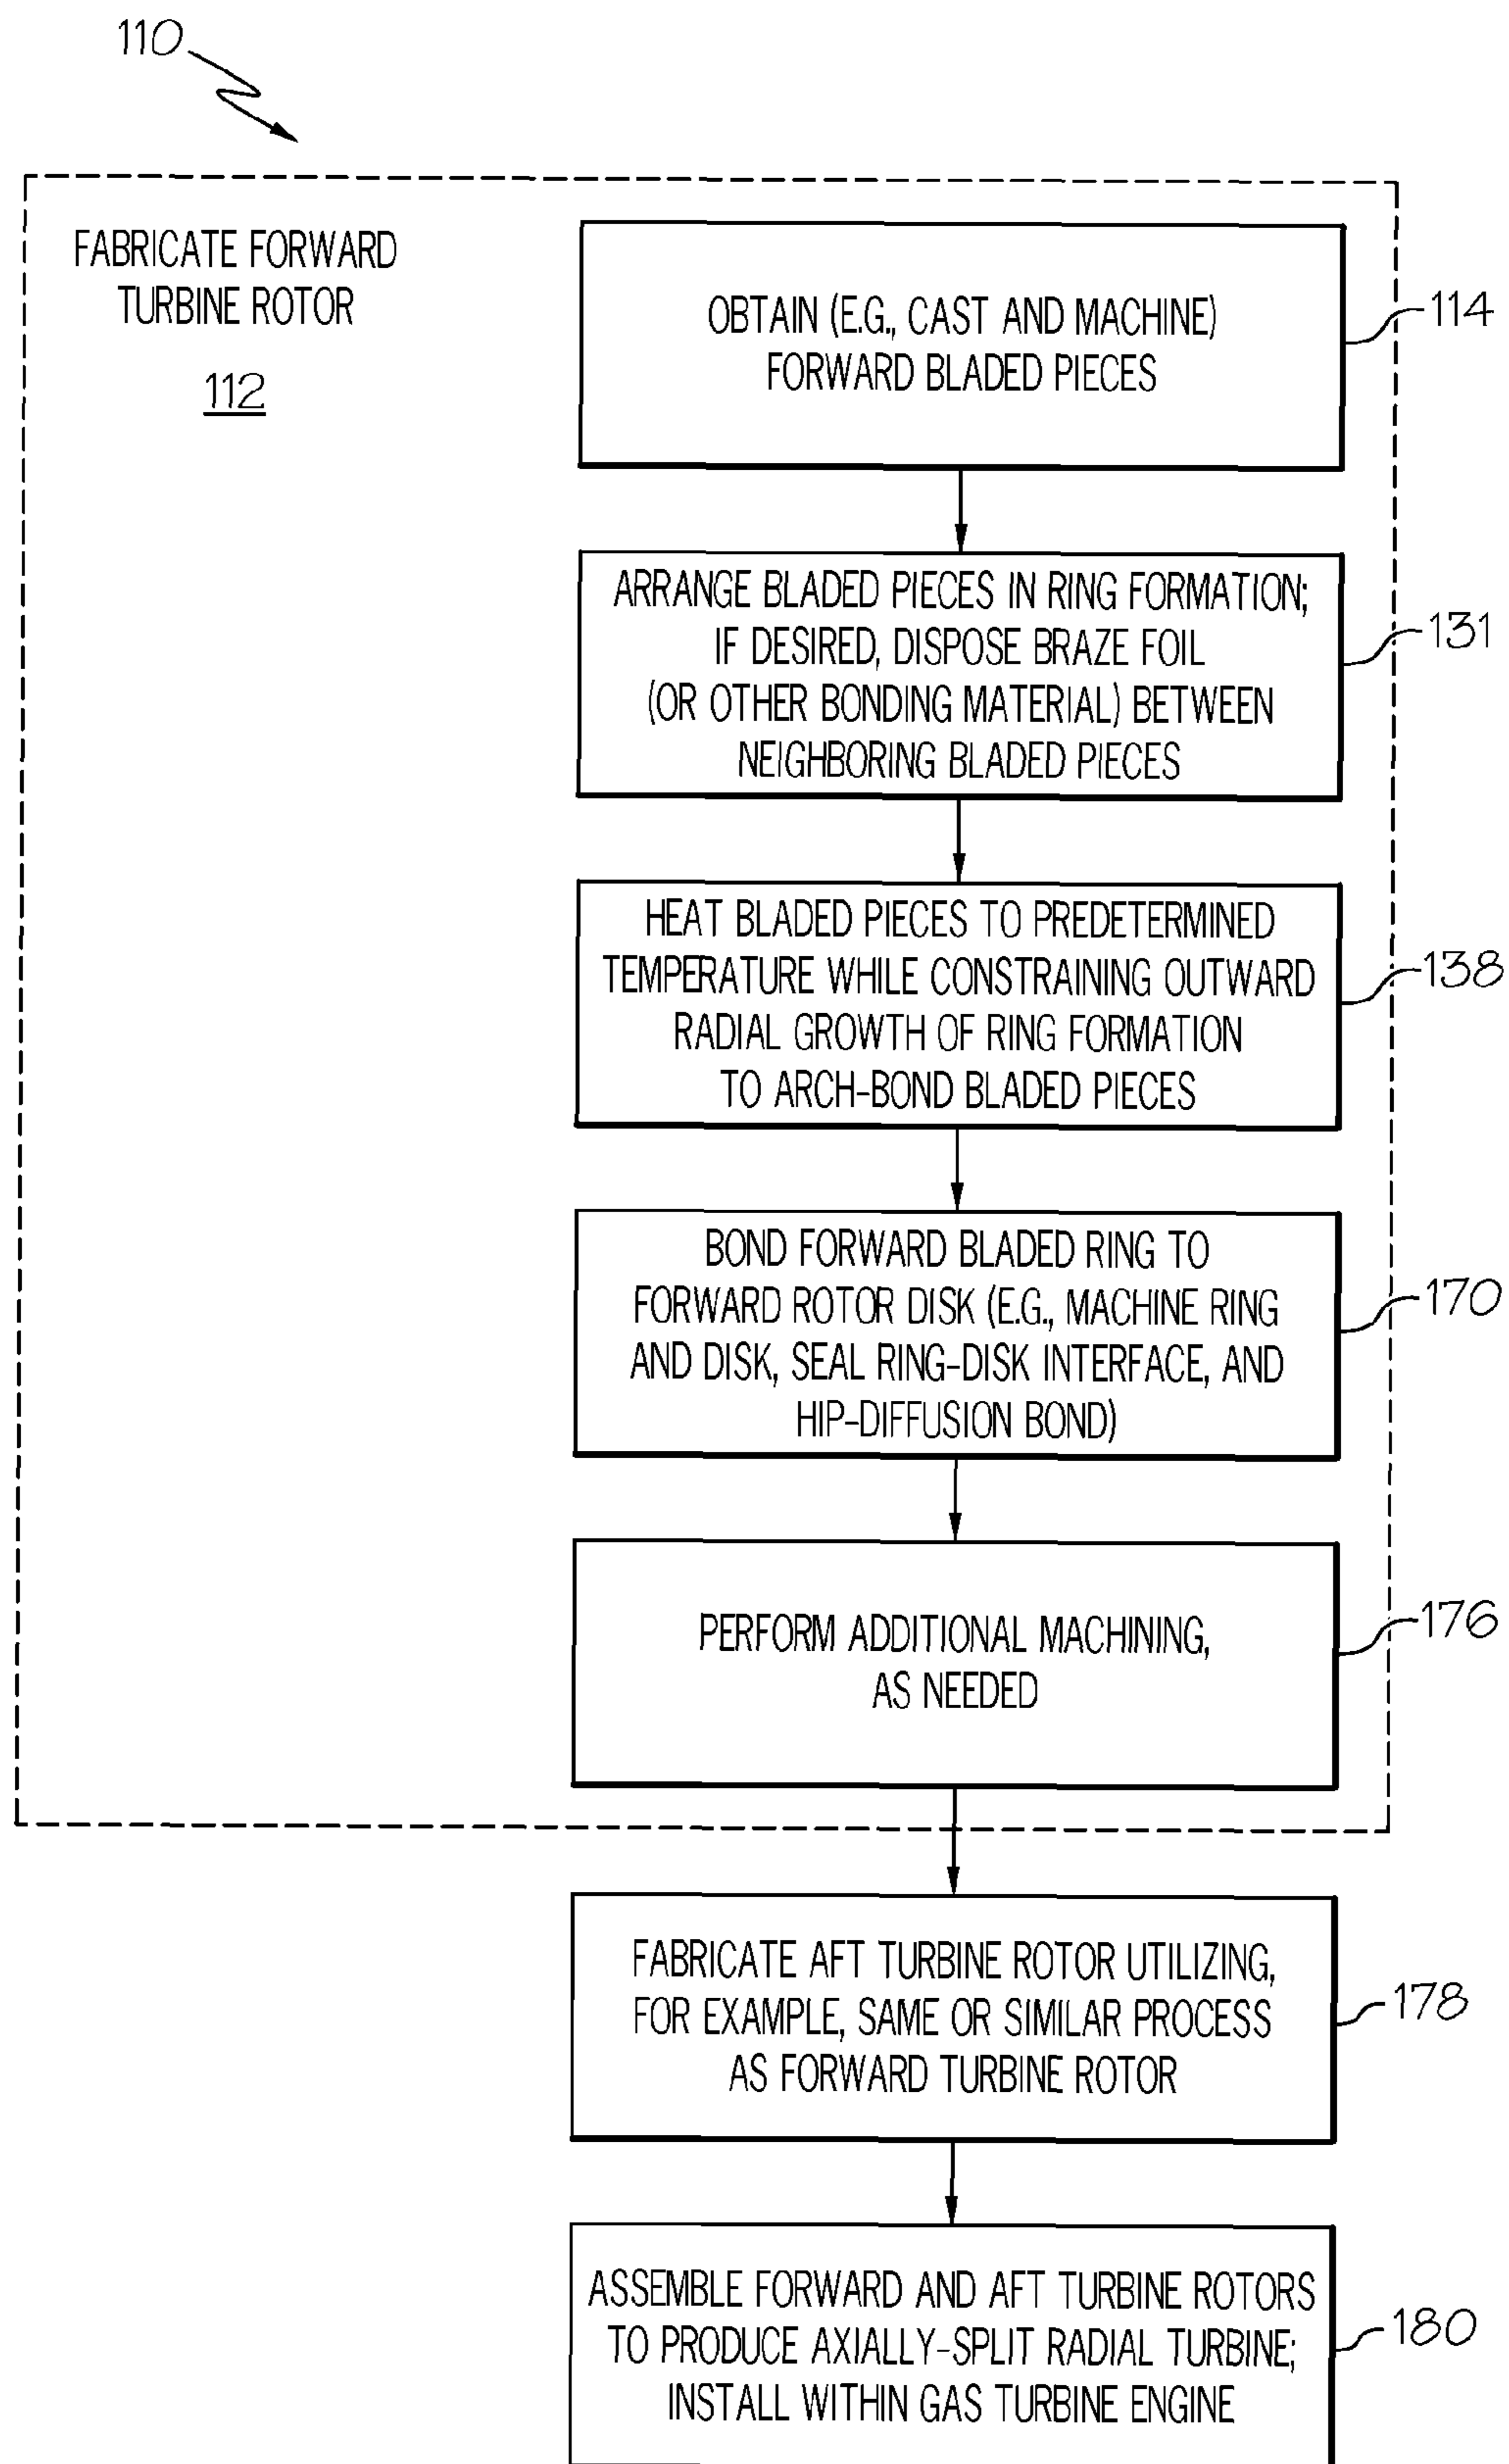 110
FABRICATE FORWARD
TURBINE ROTOR
112
OBTAIN (E.G., CAST AND MACHINE)
FORWARD BLADED PIECES
114
ARRANGE BLADED PIECES IN RING FORMATION;
IF DESIRED, DISPOSE BRAZE FOIL
(OR OTHER BONDING MATERIAL) BETWEEN
NEIGHBORING BLADED PIECES
131
HEAT BLADED PIECES TO PREDETERMINED
TEMPERATURE WHILE CONSTRAINING OUTWARD
RADIAL GROWTH OF RING FORMATION
TO ARCH-BOND BLADED PIECES
138
BOND FORWARD BLADED RING TO
FORWARD ROTOR DISK (E.G., MACHINE RING
AND DISK, SEAL RING-DISK INTERFACE, AND
HIP-DIFFUSION BOND)
170
PERFORM ADDITIONAL MACHINING,
AS NEEDED
176
FABRICATE AFT TURBINE ROTOR UTILIZING,
FOR EXAMPLE, SAME OR SIMILAR PROCESS
AS FORWARD TURBINE ROTOR
178
ASSEMBLE FORWARD AND AFT TURBINE ROTORS
TO PRODUCE AXIALLY-SPLIT RADIAL TURBINE;
INSTALL WITHIN GAS TURBINE ENGINE
180